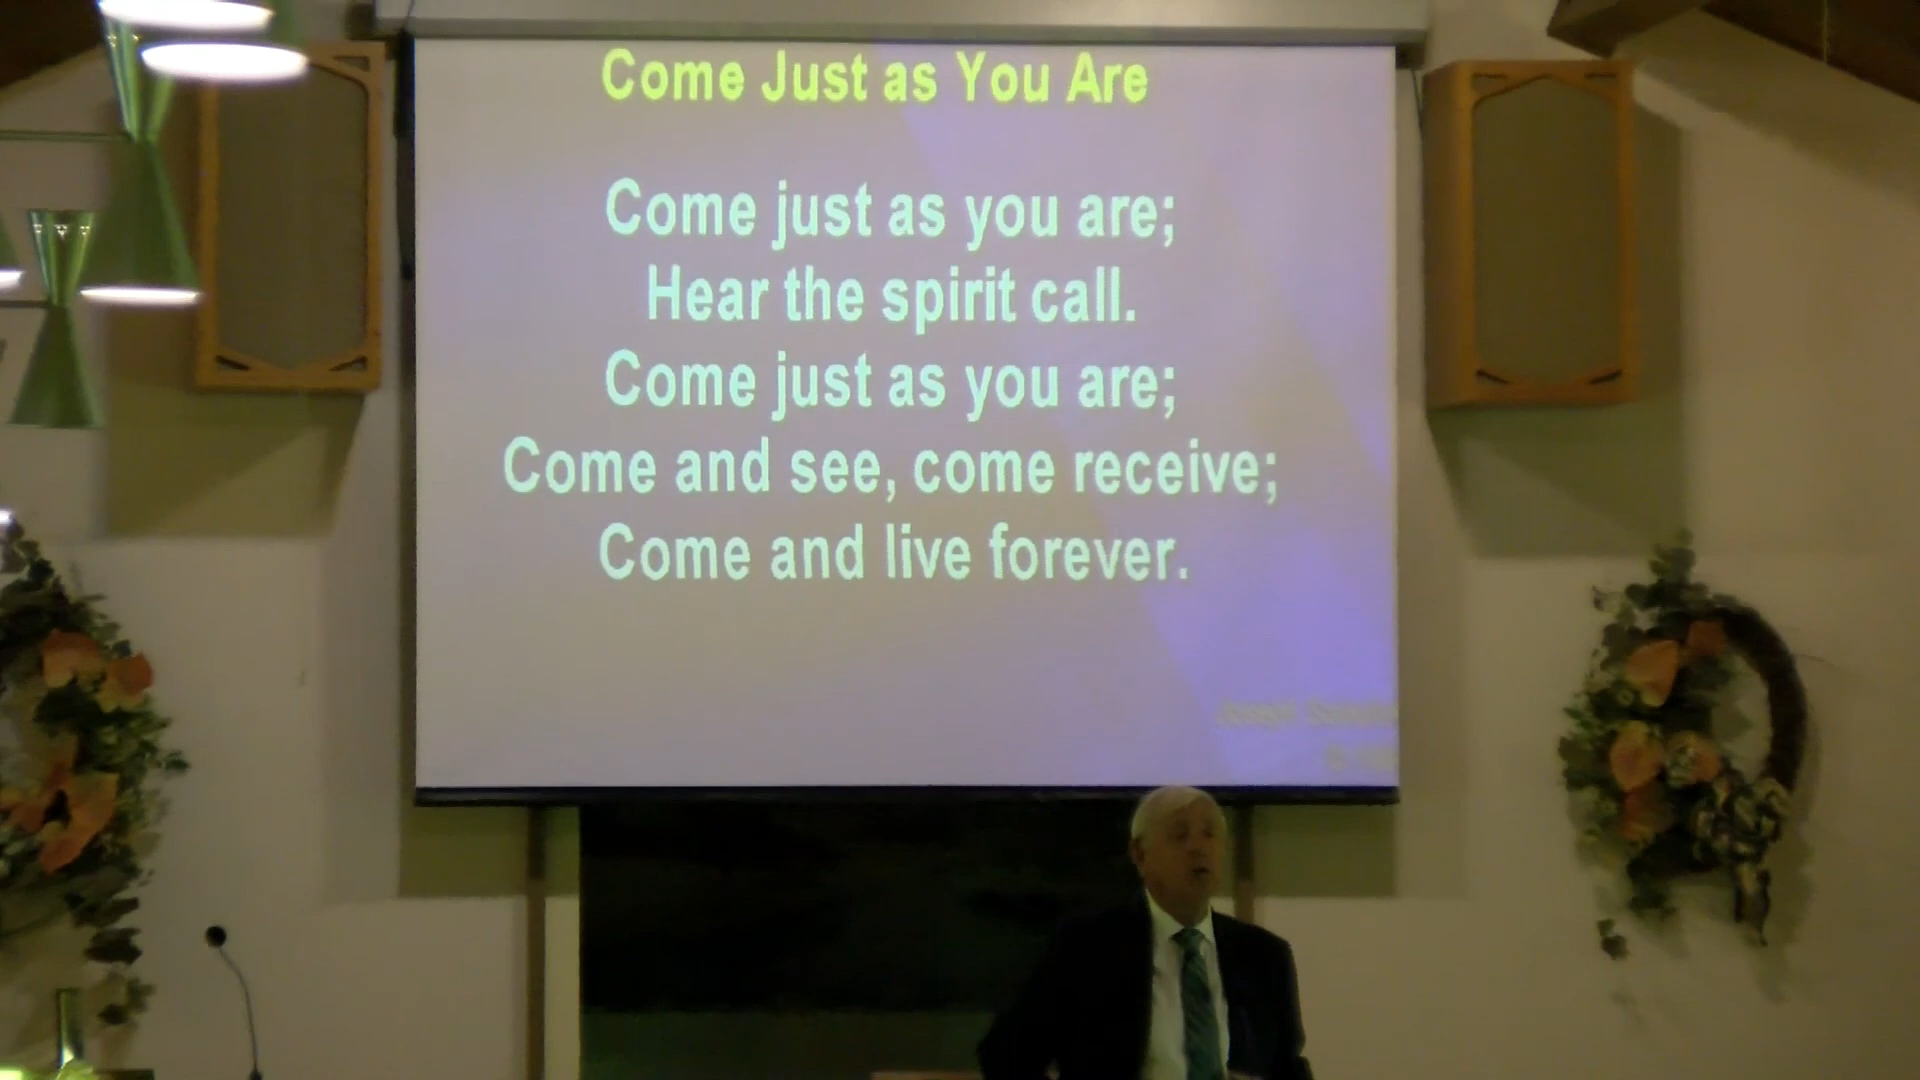 Come Just as You Are
Come just as you are;
Hear the spirit call.
Come just as you are;
Come and see, come receive;
Come and live forever.
Joseph